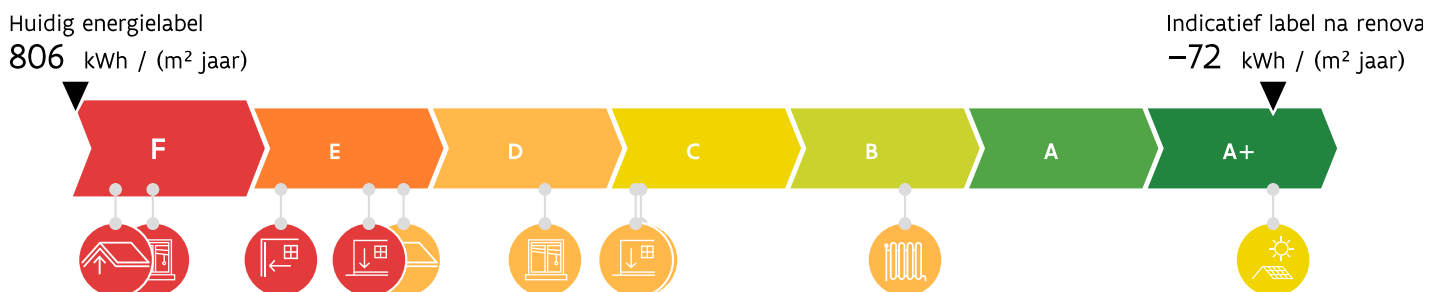 Huidig energielabel
806 kWh / (m² jaar)
Indicatief label na renova
−72 kWh / (m² jaar)
F
E
D
C
B
A
A+